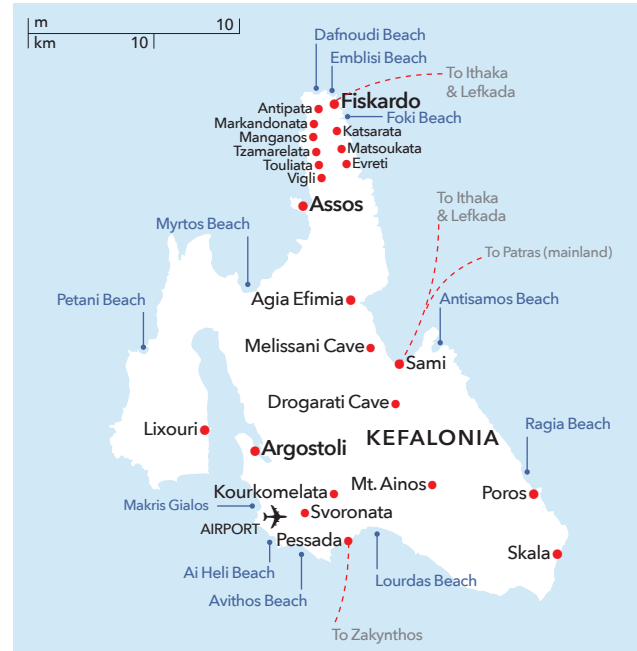 m 10
km 10
Dafnoudi Beach
Emblisi Beach
To Ithaka
& Lefkada
Fiskardo
Antipata
Foki Beach
Markandonata
Katsarata
Manganos
Matsoukata
Tzamarelata
Evreti
Touliata
Vigli
To Ithaka
& Lefkada
Assos
Myrtos Beach
To Patras (mainland)
Petani Beach
Agia Efimia
Antisamos Beach
Melissani Cave
Sami
Drogarati Cave
Lixouri
KEFALONIA
Ragia Beach
Argostoli
Mt. Ainos
Kourkomelata
Poros
Makris Gialos
Svoronata
AIRPORT
Pessada
Skala
Ai Heli Beach
Lourdas Beach
Avithos Beach
To Zakynthos